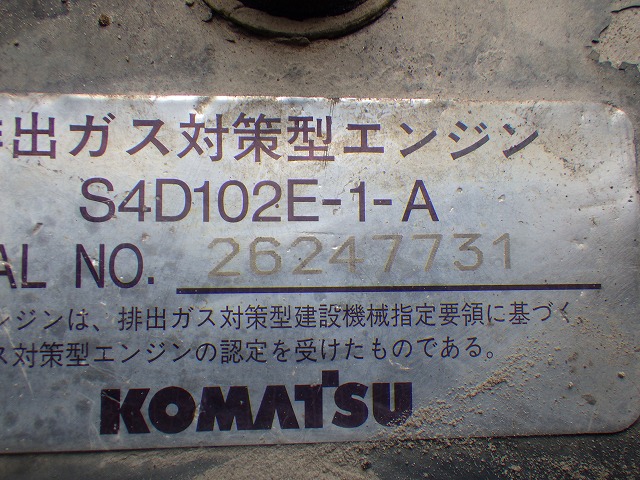 排出ガス対策型エンジン
S4D102E-1-A
AL NO. 26247731
ンジンは、排出ガス対策型建設機械指定要領に基づく
ス対策型エンジンの認定を受けたものである。
KOMATSU